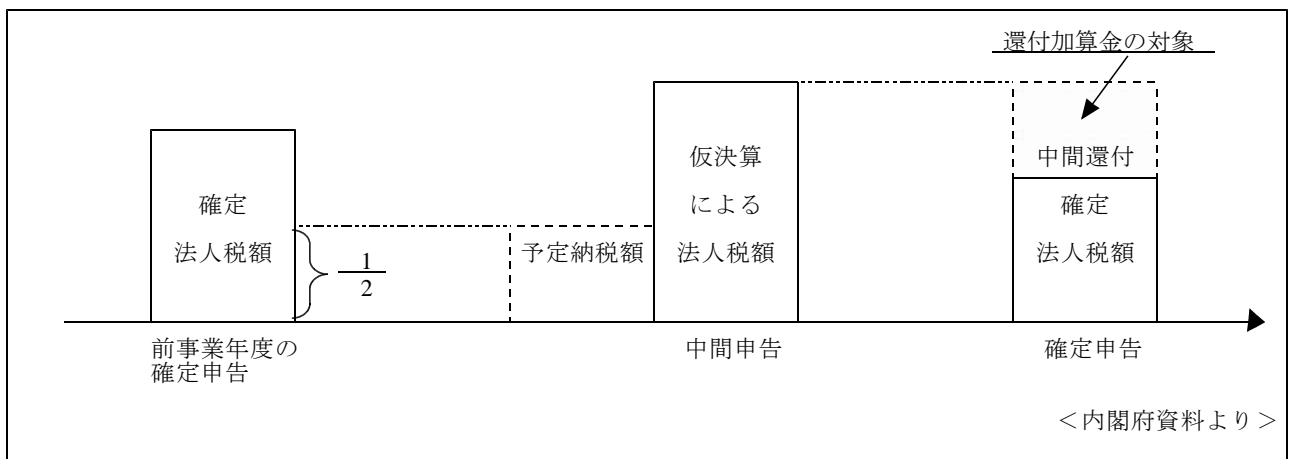 還付加算金の対象
確定
法人税額
1
2
予定納税額
仮決算
による
法人税額
中間還付
確定
法人税額
前事業年度の
確定申告
中間申告
確定申告
＜内閣府資料より＞